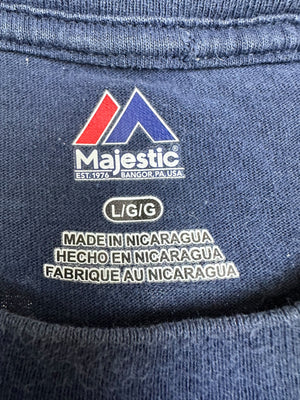 Majestic®
EST. 1976 BANGOR, PA, USA
L/G/G
MADE IN NICARAGUA
HECHO EN NICARAGUA
FABRIQUE AU NICARAGUA